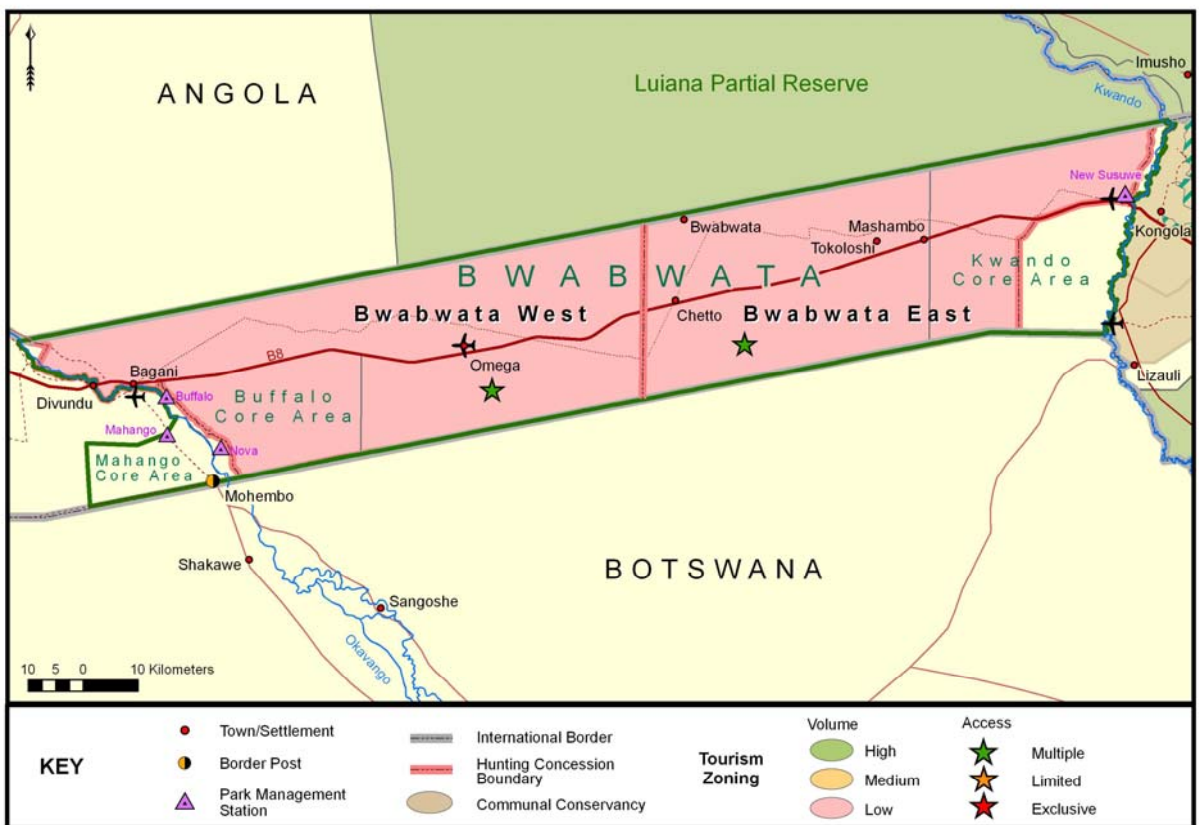 ANGOLA
Luiana Partial Reserve
Imusho
Kwando
New Susuwe
Bwabwata
Mashambo
Tokoloshi
Kongola
BWABWATA
Kwando
Core Area
Bwabwata West
Chetto
Bwabwata East
B8
Omega
Bagani
Divundu
Buffalo
Buffalo
Core Area
Lizauli
Mahango
Mahango
Core Area
Nova
Mohembo
Shakawe
BOTSWANA
Sangoshe
Okavango
10 5 0 10 Kilometers
KEY
Town/Settlement
Border Post
Park Management
Station
International Border
Hunting Concession
Boundary
Communal Conservancy
Tourism
Zoning
Volume
High
Medium
Low
Access
Multiple
Limited
Exclusive